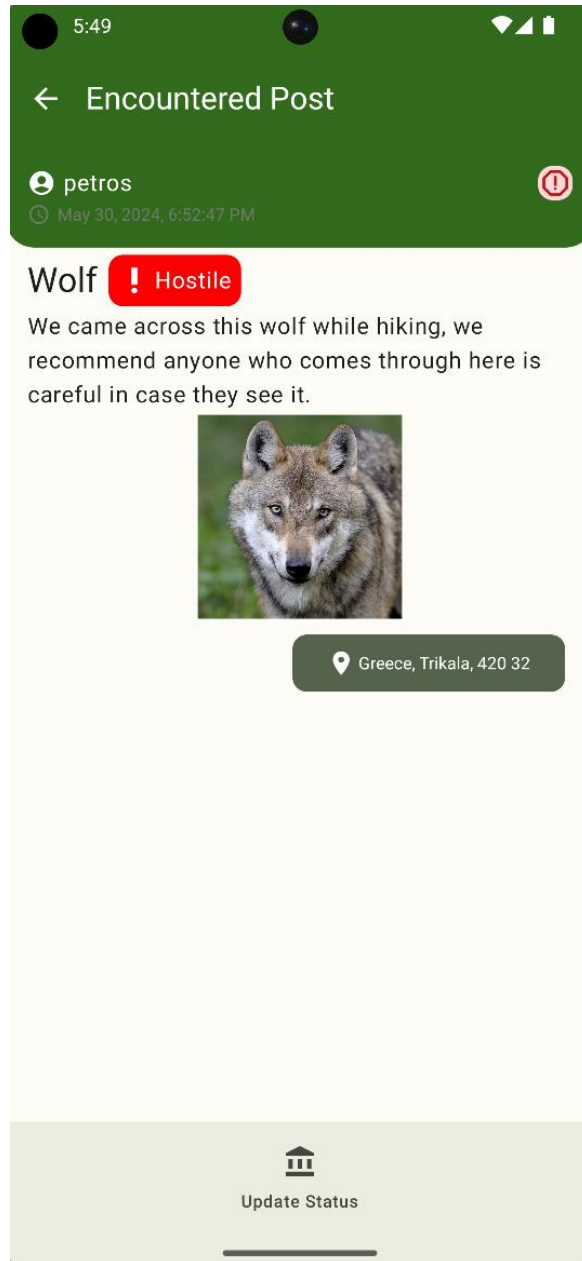 5:49
Encountered Post
petros
May 30, 2024, 6:52:47 PM
Wolf
! Hostile
We came across this wolf while hiking, we
recommend anyone who comes through here is
careful in case they see it.
Greece, Trikala, 420 32
Update Status